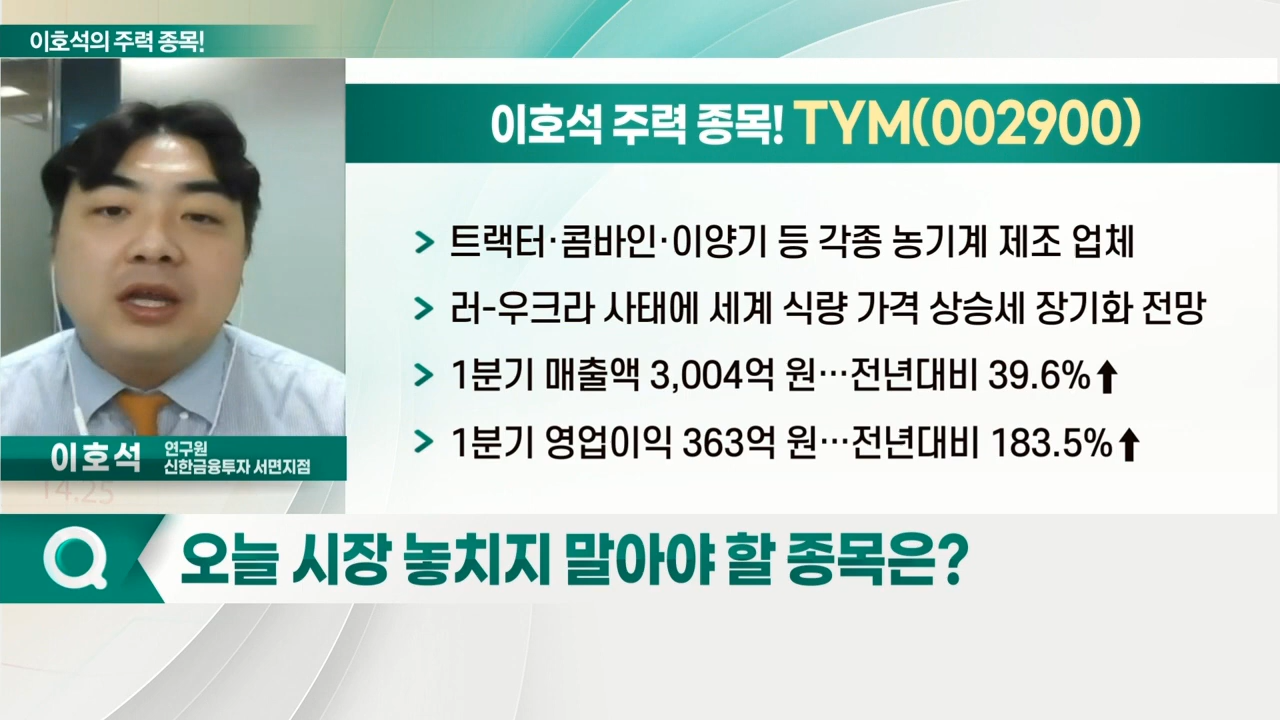 이호석의 주력 종목!
이호석 주력 종목! TYM(002900)
> 트랙터·콤바인·이양기 등 각종 농기계 제조 업체
> 러-우크라 사태에 세계 식량 가격 상승세 장기화 전망
> 1분기 매출액 3,004억 원…전년대비 39.6%⬆
> 1분기 영업이익 363억 원…전년대비 183.5%⬆
이호석 연구원
신한금융투자 서면지점
14.25
Q 오늘 시장 놓치지 말아야 할 종목은?